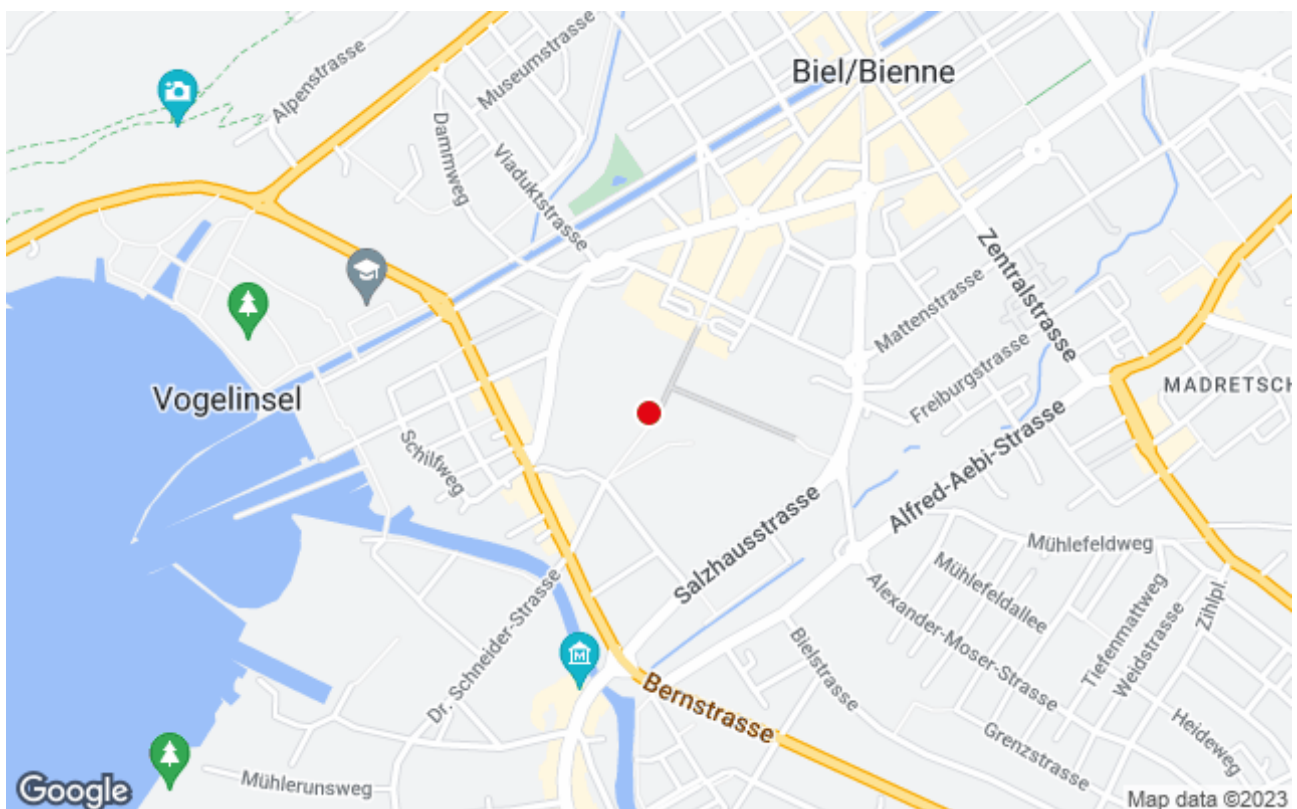 Biel/Bienne
Alpenstrasse
Museumstrasse
Dammweg
Viaduktstrasse
Zentralstrasse
Mattenstrasse
Freiburgstrasse
MADRETSCH
Vogelinsel
Schilfweg
Alfred-Aebi-Strasse
Salzhausstrasse
Mühlefeldweg
Mühlefeldallee
Tiefenmattweg
Weidstrasse
Zihlpl.
Alexander-Moser-Strasse
Dr. Schneider-Strasse
Bielstrasse
Bernstrasse
Heideweg
Grenzstrasse
Mühlerunsweg
M
Google
Map data ©2023